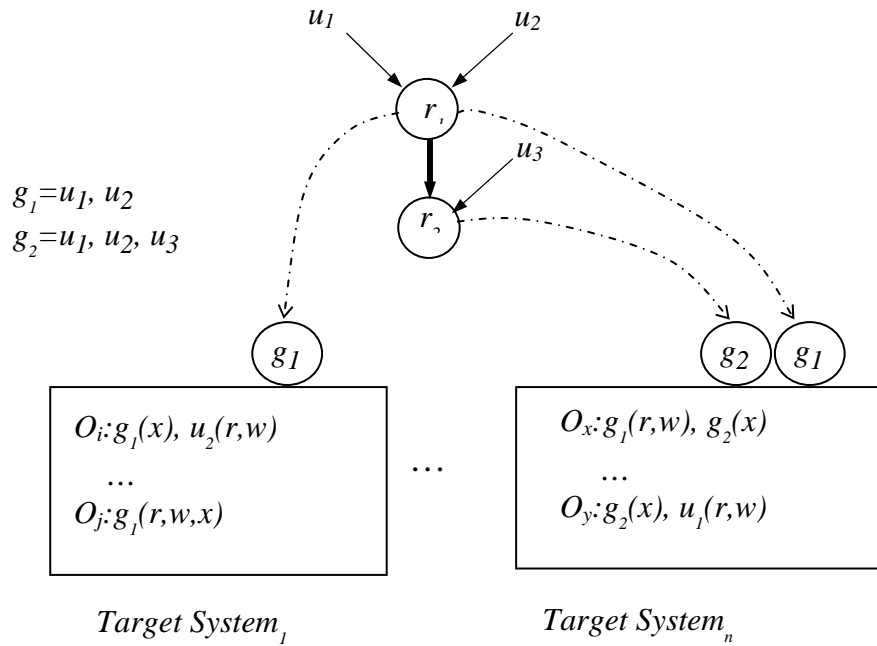 u1 u2
r1
u3
g1=u1, u2
r2
g2=u1, u2, u3
g1
g2 g1
Oi:g1(x), u2(r,w)
Ox:g1(r,w), g2(x)
...
...
...
Oj:g1(r,w,x)
Oy:g2(x), u1(r,w)
Target System1
Target Systemn